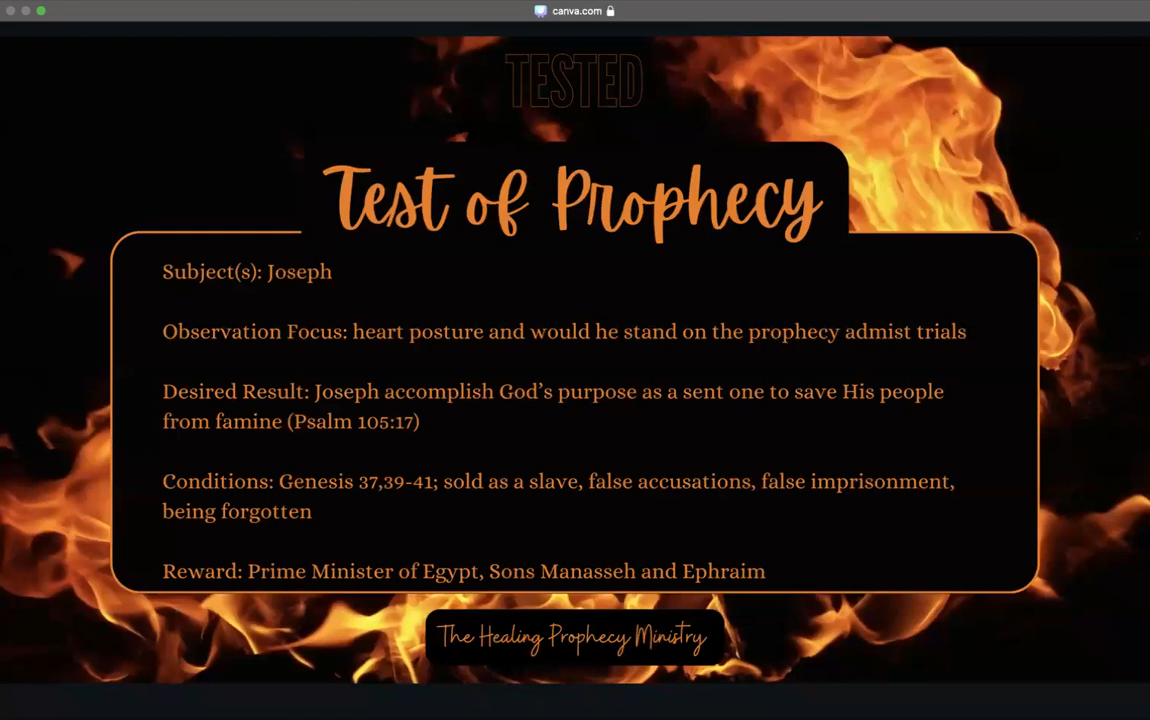 canva.com
TESTED
Test of Prophecy
Subject(s): Joseph
Observation Focus: heart posture and would he stand on the prophecy admist trials
Desired Result: Joseph accomplish God’s purpose as a sent one to save His people
from famine (Psalm 105:17)
Conditions: Genesis 37,39-41; sold as a slave, false accusations, false imprisonment,
being forgotten
Reward: Prime Minister of Egypt, Sons Manasseh and Ephraim
The Healing Prophecy Ministry